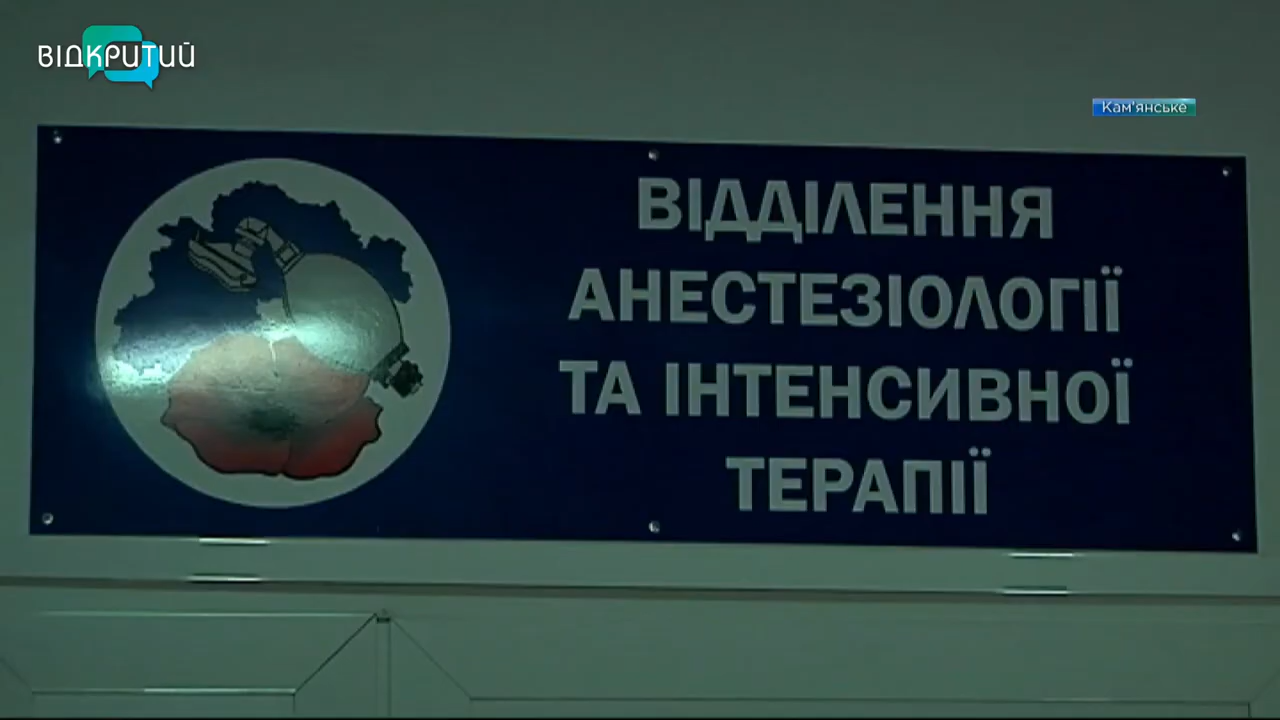 ВІДКРИТИЙ
Кам'янське
ВІДДІЛЕННЯ
АНЕСТЕЗІОЛОГІЇ
ТА ІНТЕНСИВНОЇ
ТЕРАПІЇ